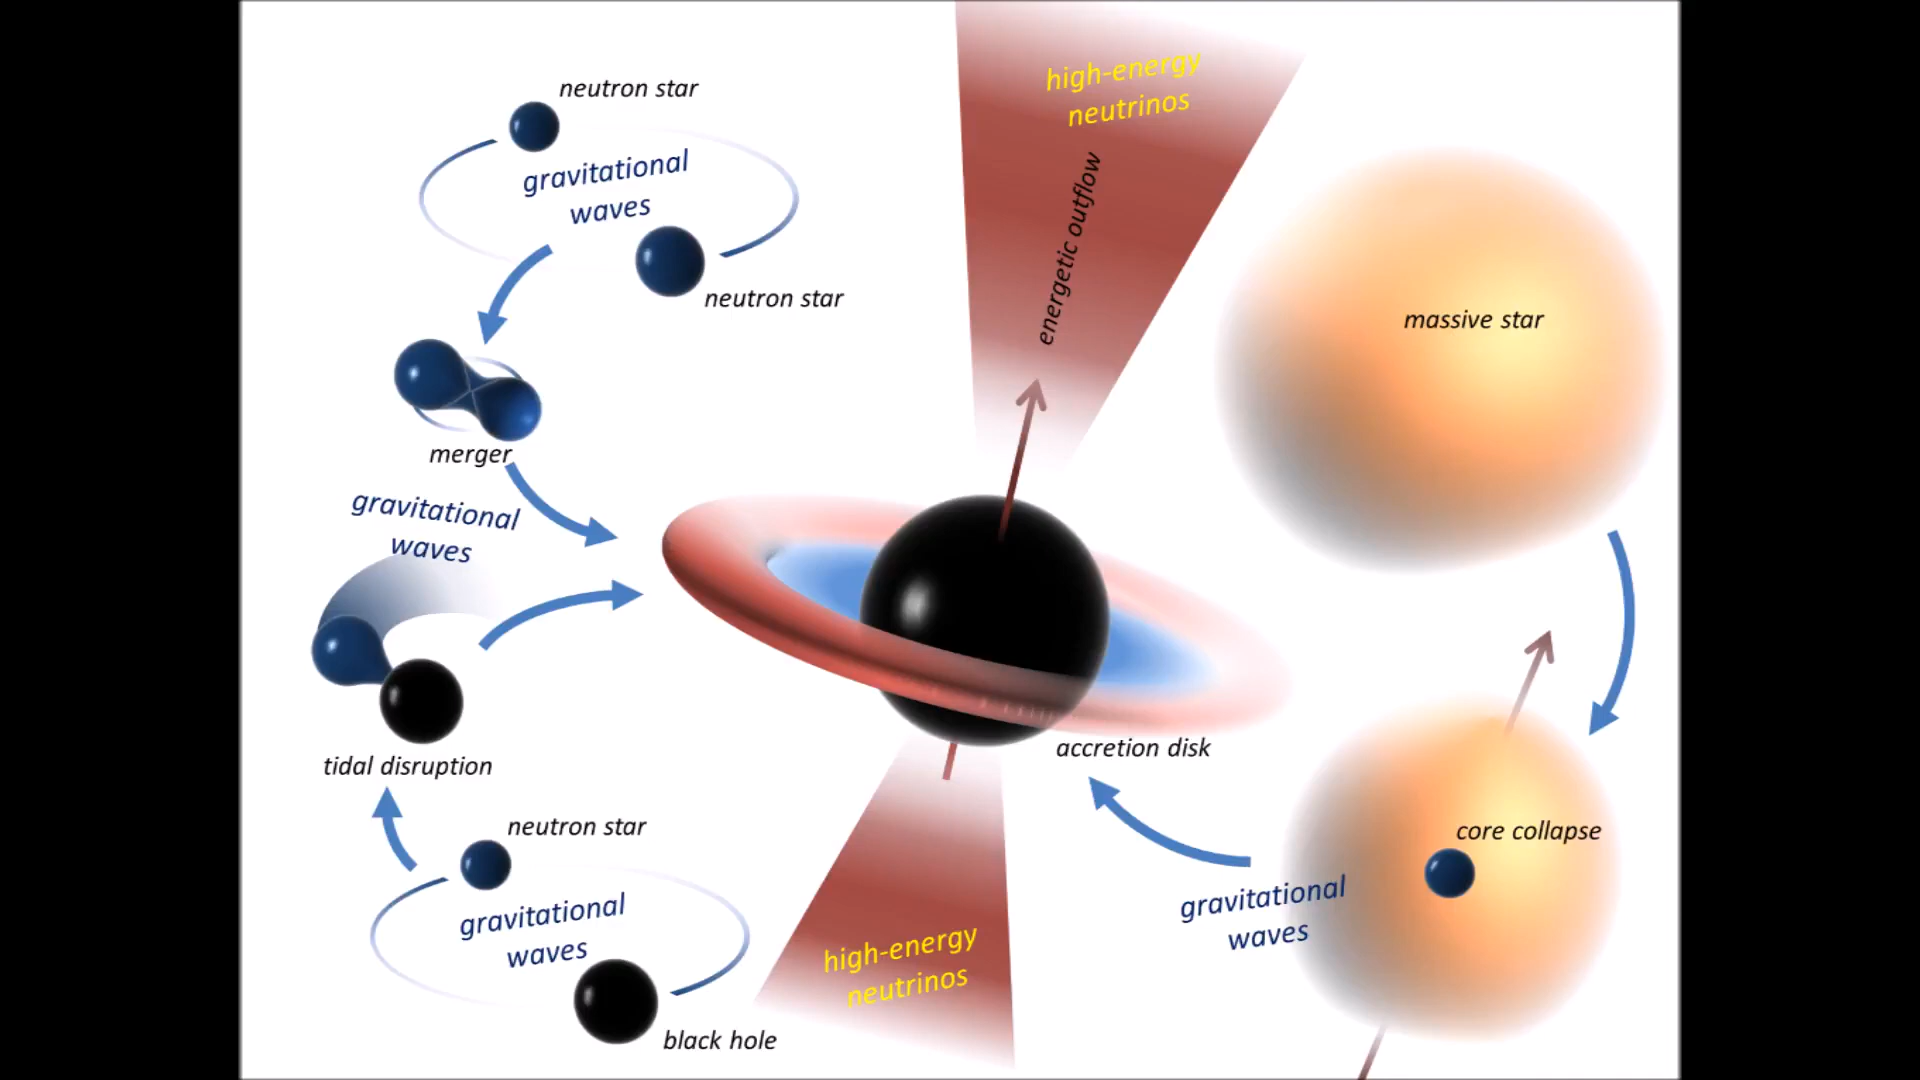 neutron star
gravitational
waves
neutron star
merger
gravitational
waves
tidal disruption
neutron star
gravitational
waves
black hole
high-energy
neutrinos
energetic outflow
accretion disk
high-energy
neutrinos
massive star
core collapse
gravitational
waves